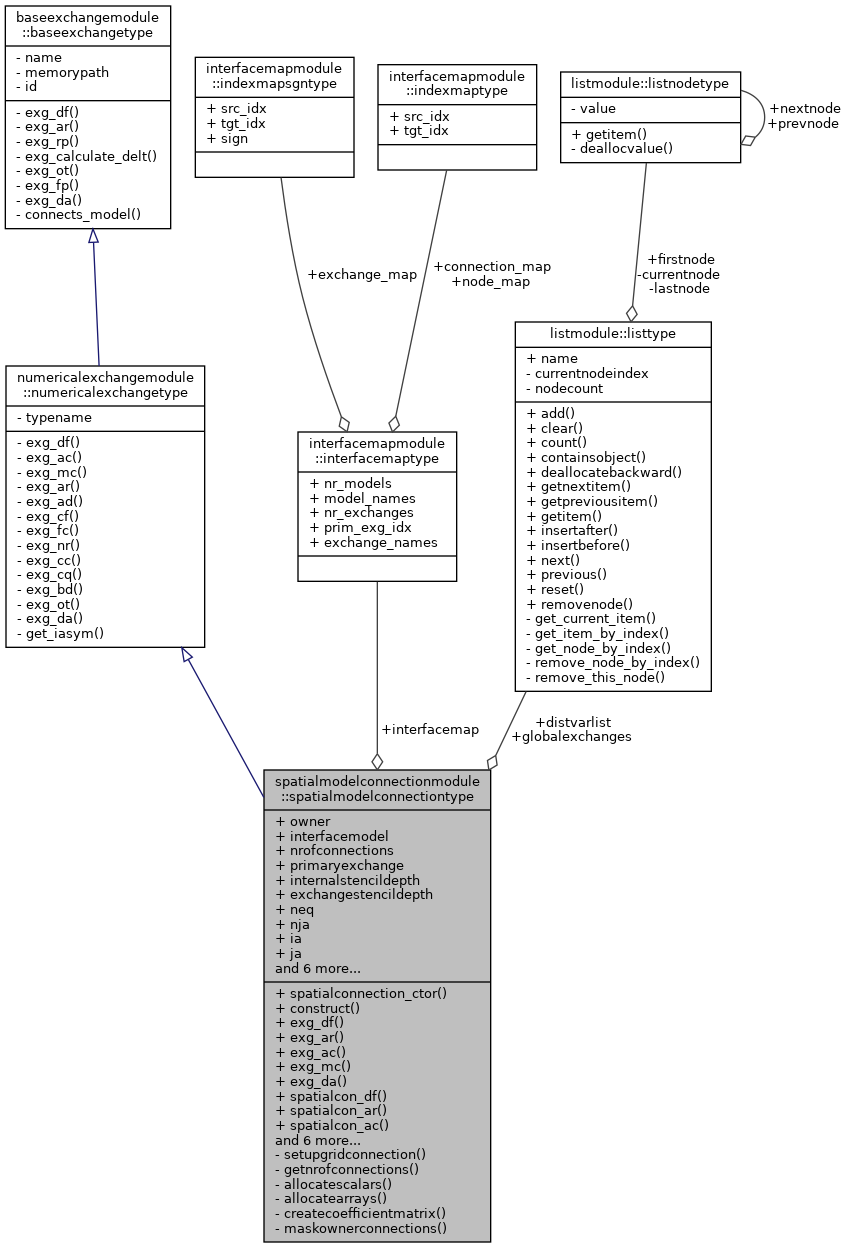 baseexchangemodule
::baseexchangetype
- name
- memorypath
- id
- exg_df()
- exg_ar()
- exg_rp()
- exg_calculate_delt()
- exg_ot()
- exg_fp()
- exg_da()
- connects_model()
interfacemapmodule
::indexmapsgntype
+ src_idx
+ tgt_idx
+ sign
interfacemapmodule
::indexmaptype
+ src_idx
+ tgt_idx
listmodule::listnodetype
- value
+ getitem()
- deallocvalue()
+nextnode
+prevnode
+exchange_map
+connection_map
+node_map
+firstnode
-currentnode
-lastnode
numericalexchangemodule
::numericalexchangetype
- typename
- exg_df()
- exg_ac()
- exg_mc()
- exg_ar()
- exg_ad()
- exg_cf()
- exg_fc()
- exg_nr()
- exg_cc()
- exg_cq()
- exg_bd()
- exg_ot()
- exg_da()
- get_iasym()
interfacemapmodule
::interfacemaptype
+ nr_models
+ model_names
+ nr_exchanges
+ prim_exg_idx
+ exchange_names
listmodule::listtype
+ name
- currentnodeindex
- nodecount
+ add()
+ clear()
+ count()
+ containsobject()
+ deallocatebackward()
+ getnextitem()
+ getpreviousitem()
+ getitem()
+ insertafter()
+ insertbefore()
+ next()
+ previous()
+ reset()
+ removenode()
- get_current_item()
- get_item_by_index()
- get_node_by_index()
- remove_node_by_index()
- remove_this_node()
+interfacemap
+distvarlist
+globalexchanges
spatialmodelconnectionmodule
::spatialmodelconnectiontype
+ owner
+ interfacemodel
+ nrofconnections
+ primaryexchange
+ internalstencildepth
+ exchangestencildepth
+ neq
+ nja
+ ia
+ ja
and 6 more...
+ spatialconnection_ctor()
+ construct()
+ exg_df()
+ exg_ar()
+ exg_ac()
+ exg_mc()
+ exg_da()
+ spatialcon_df()
+ spatialcon_ar()
+ spatialcon_ac()
and 6 more...
- setupgridconnection()
- getnrofconnections()
- allocatescalars()
- allocatearrays()
- createcoefficientmatrix()
- maskownerconnections()